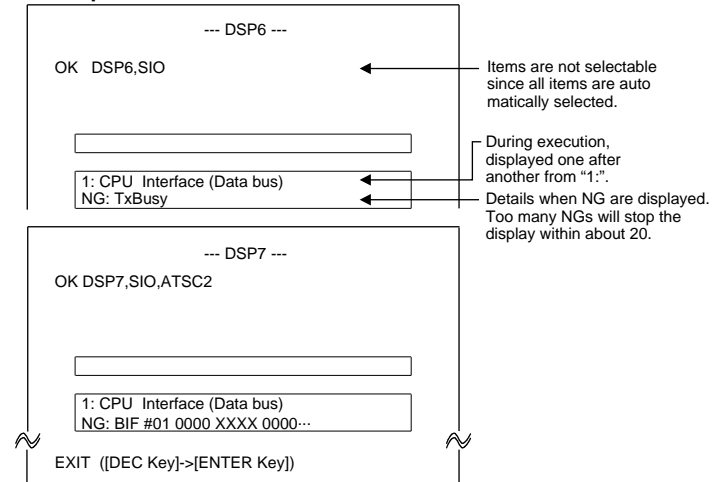 --- DSP6 ---
OK DSP6,SIO
Items are not selectable
since all items are auto
matically selected.
During execution,
displayed one after
another from “1:”.
1: CPU Interface (Data bus)
NG: TxBusy
Details when NG are displayed.
Too many NGs will stop the
display within about 20.
--- DSP7 ---
OK DSP7,SIO,ATSC2
1: CPU Interface (Data bus)
NG: BIF #01 0000 XXXX 0000···
EXIT ([DEC Key]->[ENTER Key])